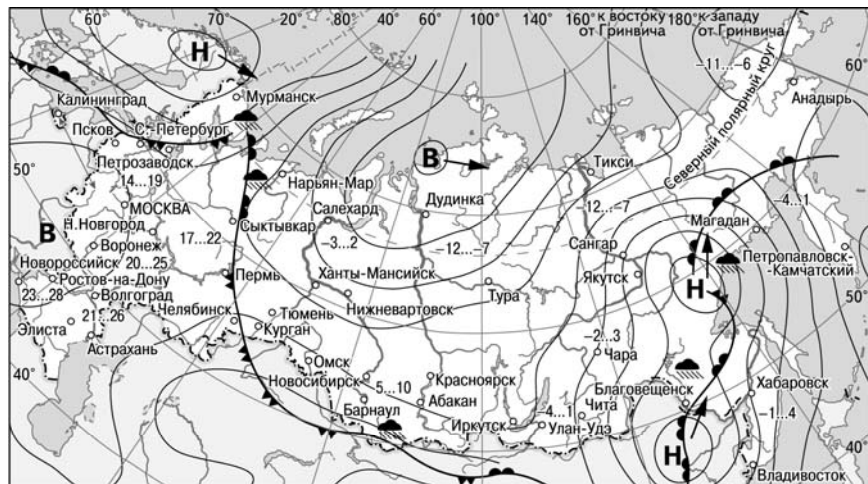 70° 20° 30° 40° 60° 80° 100° 120° 140° 160° к востоку 180° к западу
от Гринвича от Гринвича
60°
Н
−11...−6
Северный полярный круг
Анадырь
Мурманск
Калининград
Псков С.-Петербург
Петрозаводск
14...19
50°
МОСКВА
В
Н.Новгород
17...22
Воронеж
Новороссийск 20...25
Ростов-на-Дону
23...28 Волгоград
21...26
Элиста
Астрахань
40°
Нарьян-Мар
Салехард
Сыктывкар
−3...2
Пермь
Ханты-Мансийск
Челябинск
Тюмень
Нижневартовск
Курган
Омск
Новосибирск
5...10
Барнаул
В
Дудинка
−12...−7
Тура
Красноярск
Абакан
Иркутск
−4...1
Улан-Удэ
Тикси
−12...−7
Сангар
Якутск
−2...3
Чара
Чита
Благовещенск
Н
−4...1
Магадан
Петропавловск-
Камчатский
Н
50°
Хабаровск
−1...4
40°
Владивосток